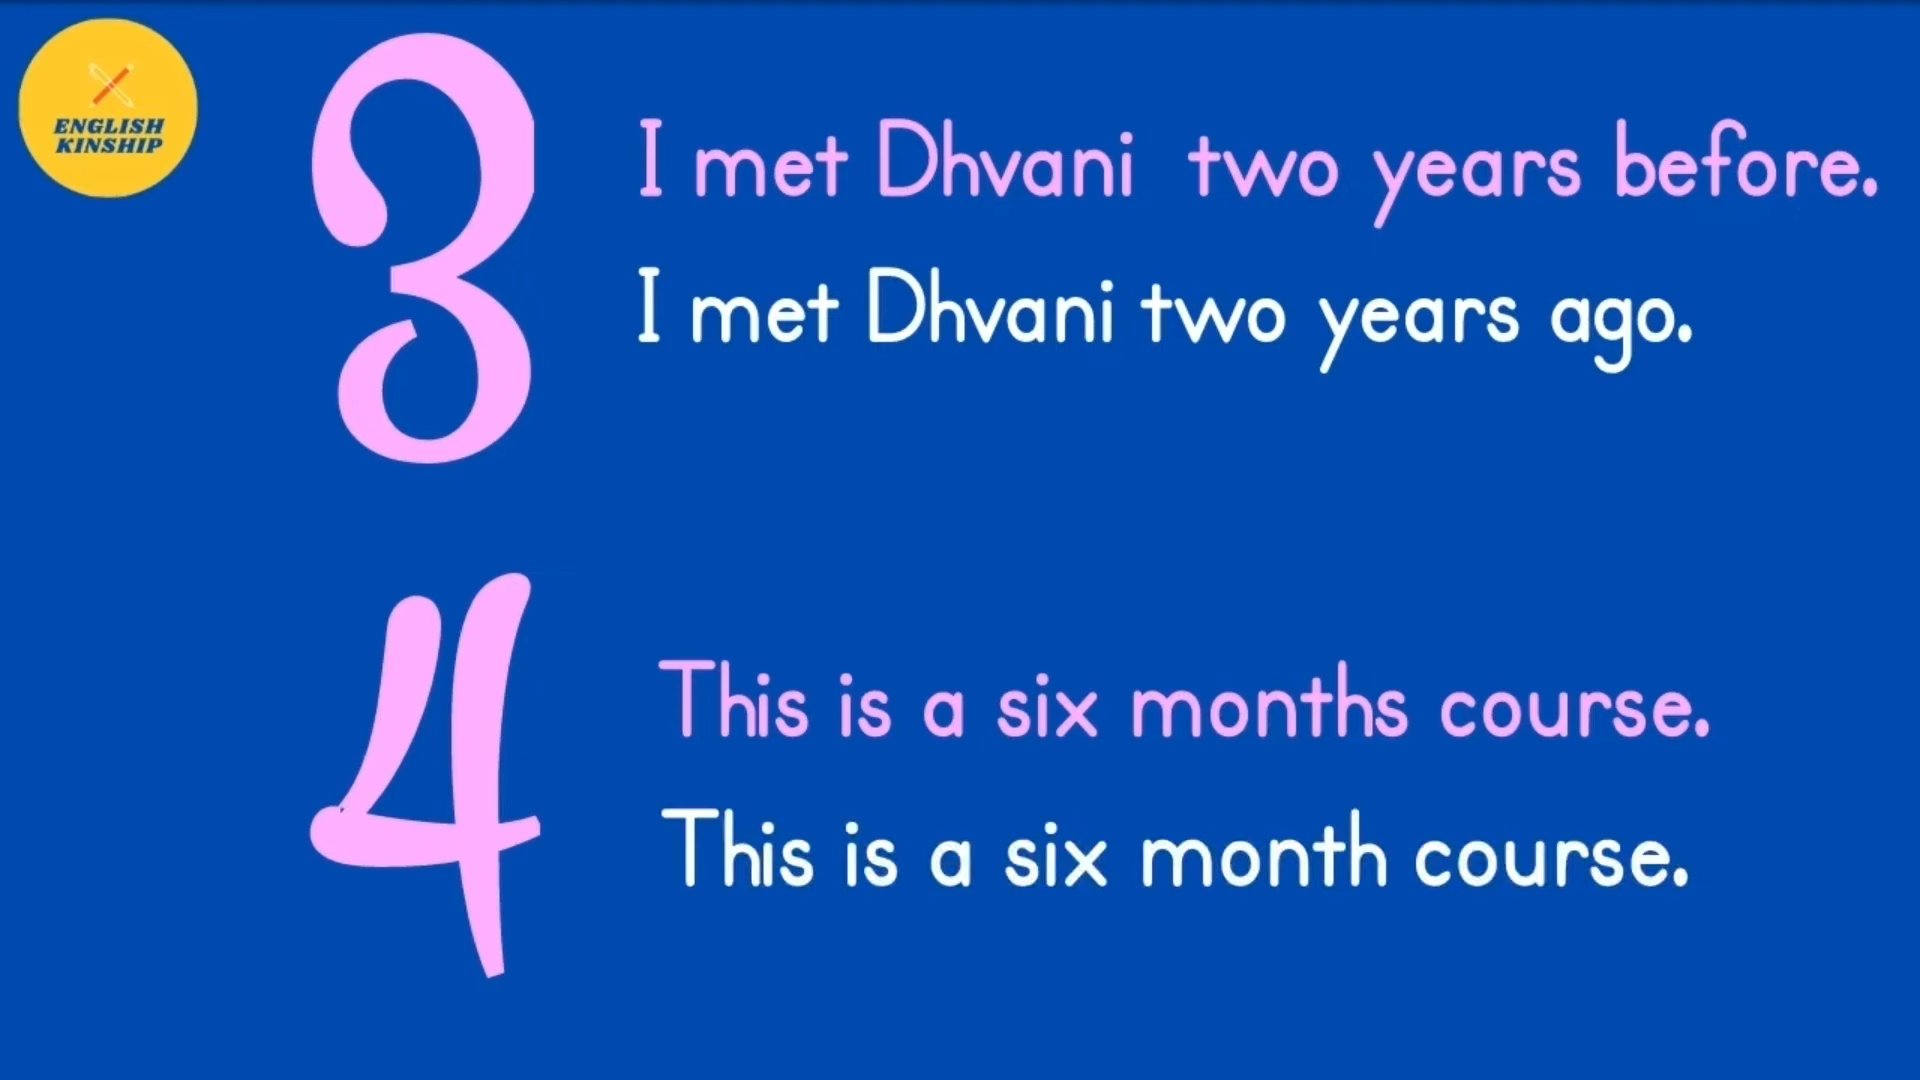 ENGLISH
KINSHIP
3
I met Dhvani two years before.
I met Dhvani two years ago.
4
This is a six months course.
This is a six month course.